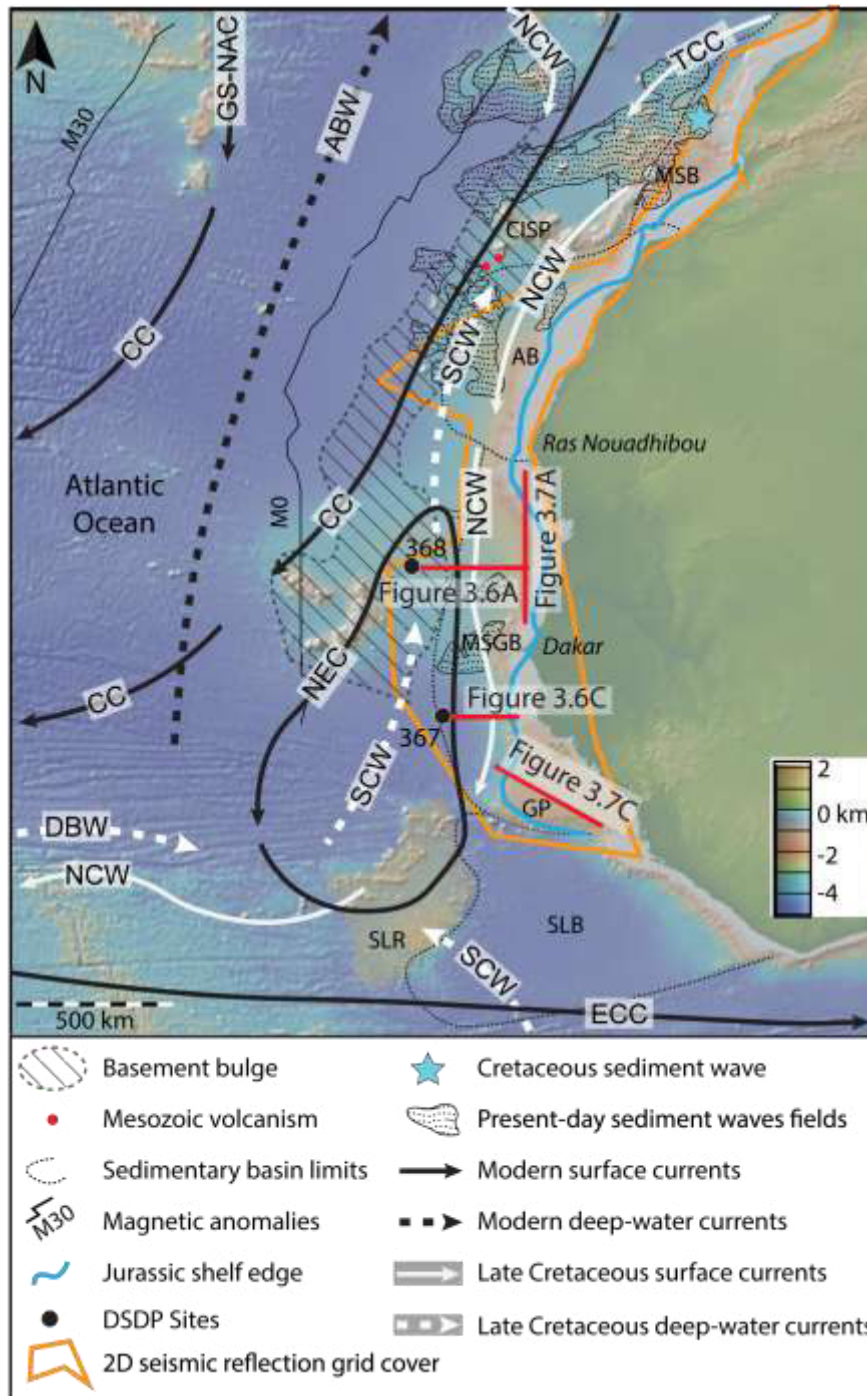 NCW
TCC
GS-NAC
N
M30
ABW
MSB
CISP
NCW
CC
SCW
AB
Ras Nouadhibou
Atlantic
Ocean
M0
CC
NCW
Figure 3.7A
368
Figure 3.6A
MSGB
Dakar
NEC
CC
Figure 3.6C
367
SCW
Figure 3.7C
GP
2
0 km
-2
-4
DBW
NCW
SLR
SLB
SCW
500 km
ECC
Basement bulge
Cretaceous sediment wave
Mesozoic volcanism
Present-day sediment waves fields
Sedimentary basin limits
Modern surface currents
M30
Magnetic anomalies
Modern deep-water currents
Jurassic shelf edge
Late Cretaceous surface currents
DSDP Sites
Late Cretaceous deep-water currents
2D seismic reflection grid cover